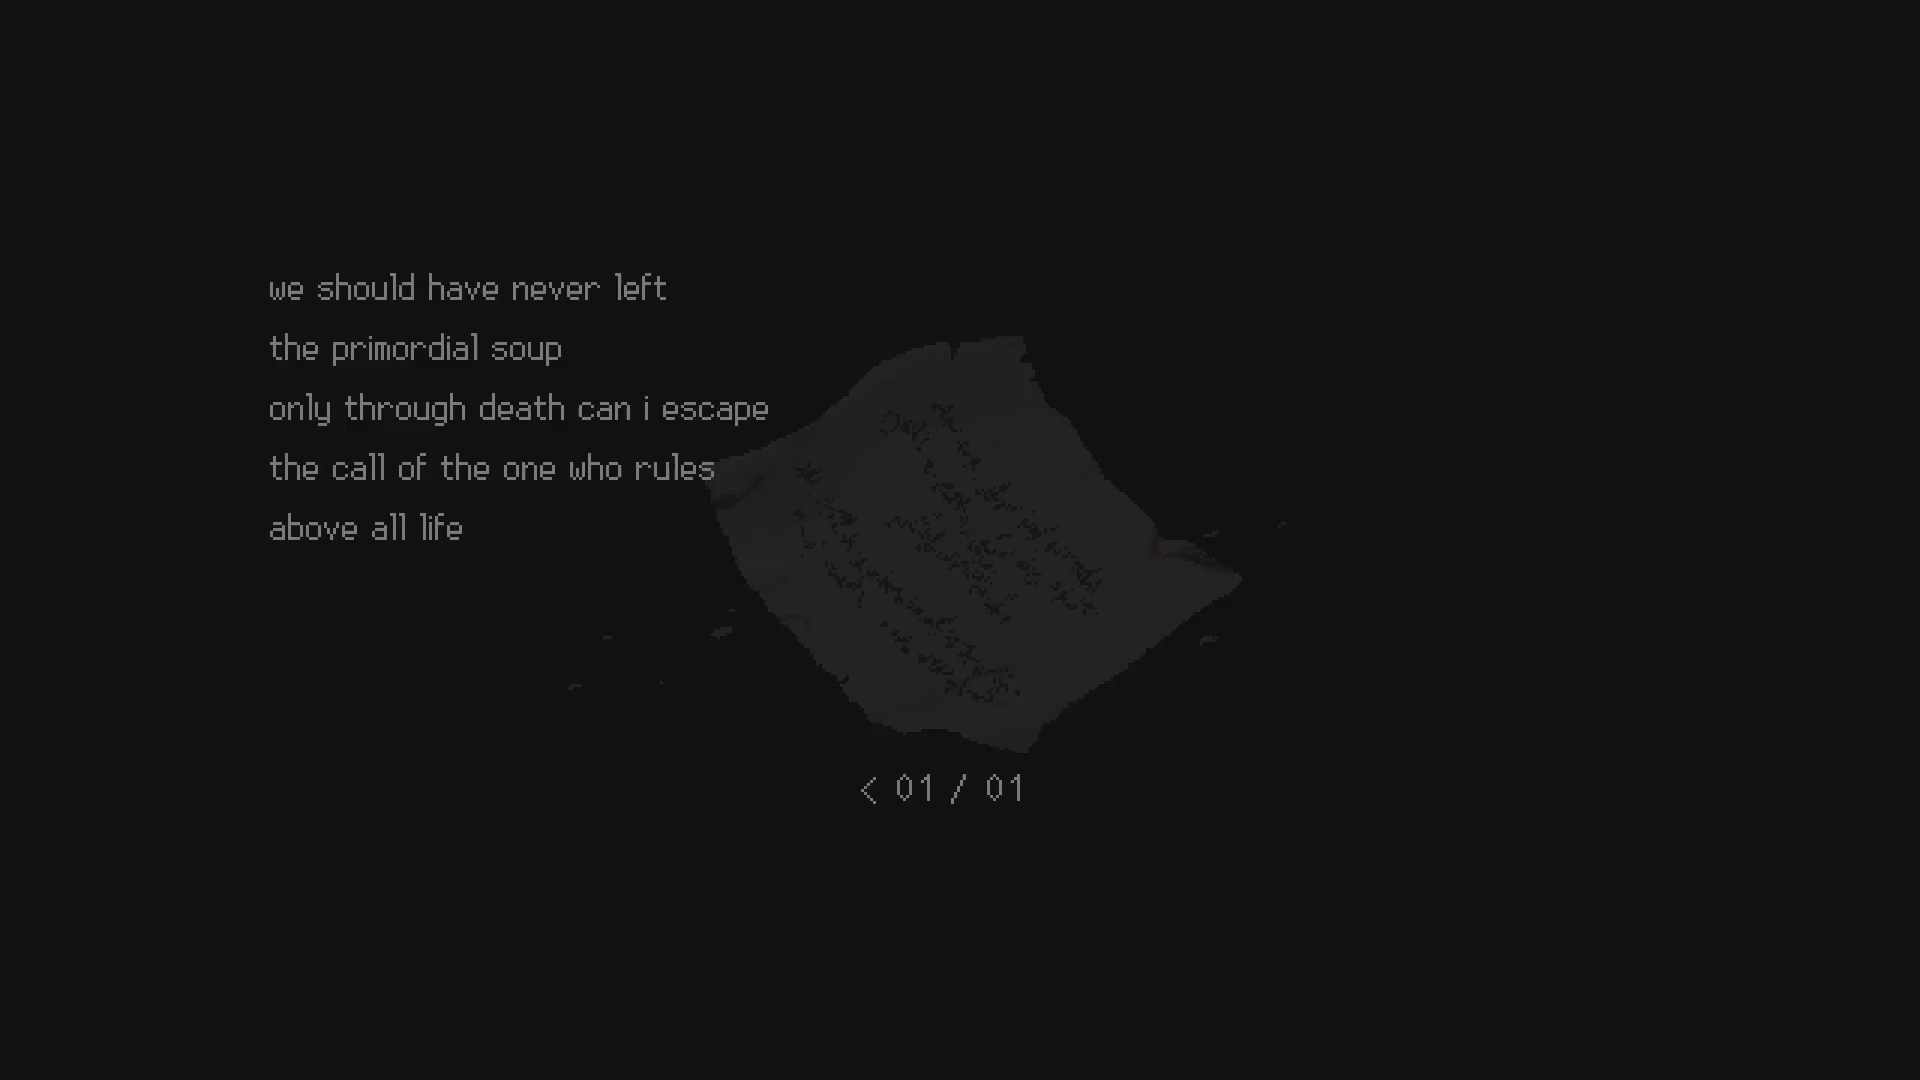 we should have never left
the primordial soup
only through death can i escape
the call of the one who rules
above all life
< 01 / 01